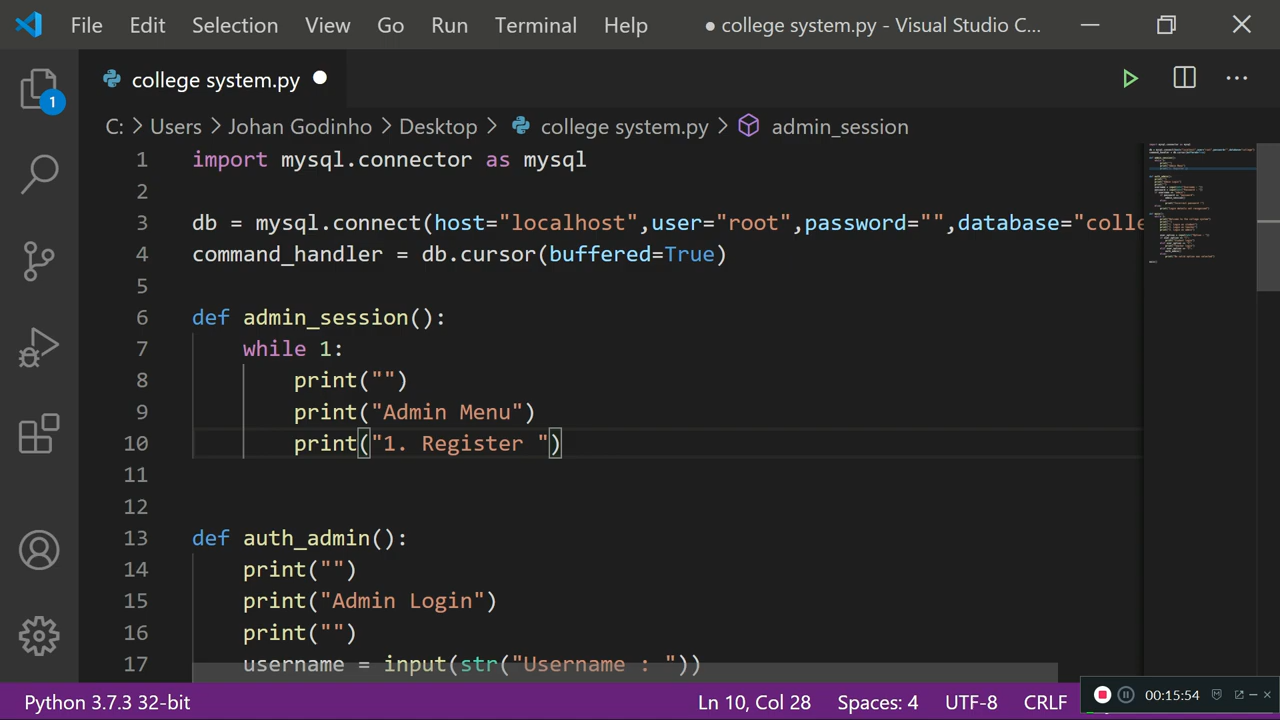 File Edit Selection View Go Run Terminal Help ● college system.py - Visual Studio C...
college system.py
1
C: > Users > Johan Godinho > Desktop > college system.py > admin_session
1 import mysql.connector as mysql
2
3 db = mysql.connect(host="localhost",user="root",password="",database="colle
4 command_handler = db.cursor(buffered=True)
5
6 def admin_session():
7 while 1:
8 print("")
9 print("Admin Menu")
10 print("1. Register ")
11
12
13 def auth_admin():
14 print("")
15 print("Admin Login")
16 print("")
17 username = input(str("Username : "))
Python 3.7.3 32-bit Ln 10, Col 28 Spaces: 4 UTF-8 CRLF 00:15:54